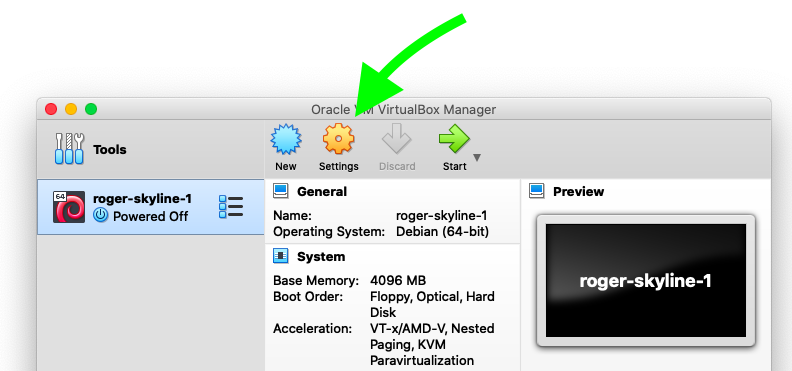 Oracle VM VirtualBox Manager
Tools
New
Settings
Discard
Start
64
roger-skyline-1
Powered Off
General
Name: roger-skyline-1
Operating System: Debian (64-bit)
System
Base Memory: 4096 MB
Boot Order: Floppy, Optical, Hard
Disk
Acceleration: VT-x/AMD-V, Nested
Paging, KVM
Paravirtualization
Preview
roger-skyline-1